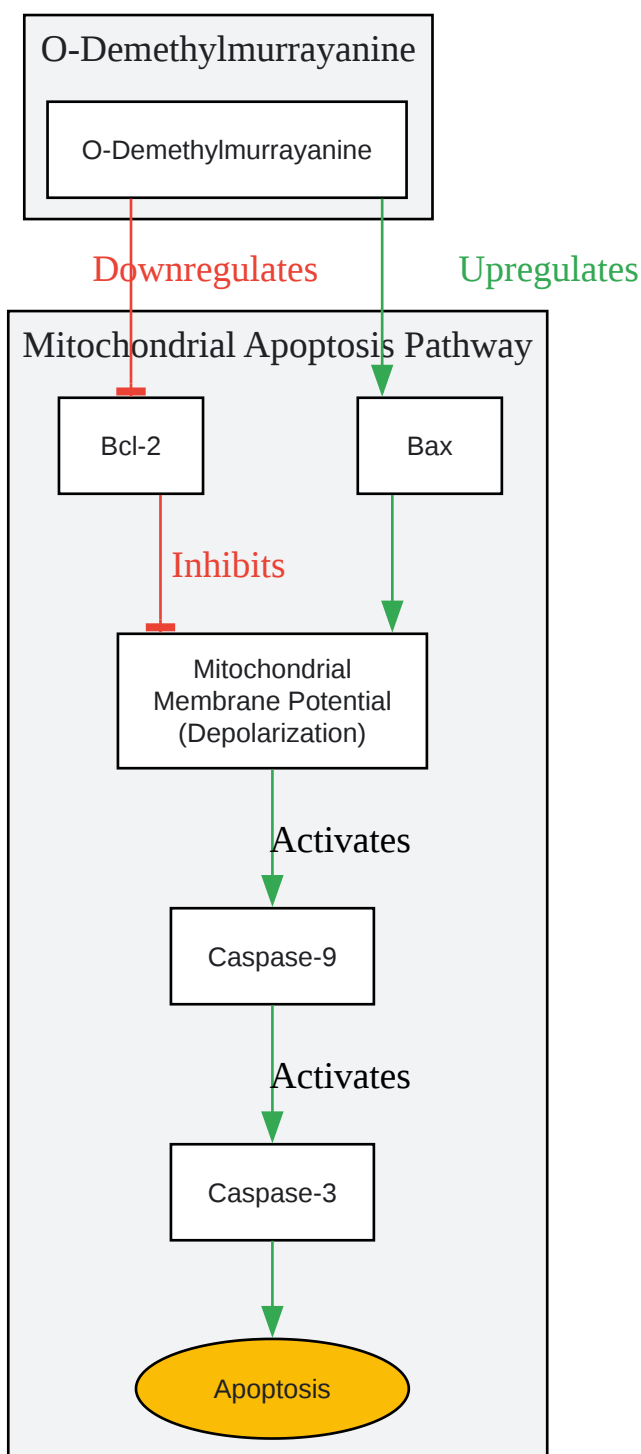 O-Demethylmurrayanine
O-Demethylmurrayanine
Downregulates
Upregulates
Mitochondrial Apoptosis Pathway
Bcl-2
Bax
Inhibits
Mitochondrial
Membrane Potential
(Depolarization)
Activates
Caspase-9
Activates
Caspase-3
Apoptosis